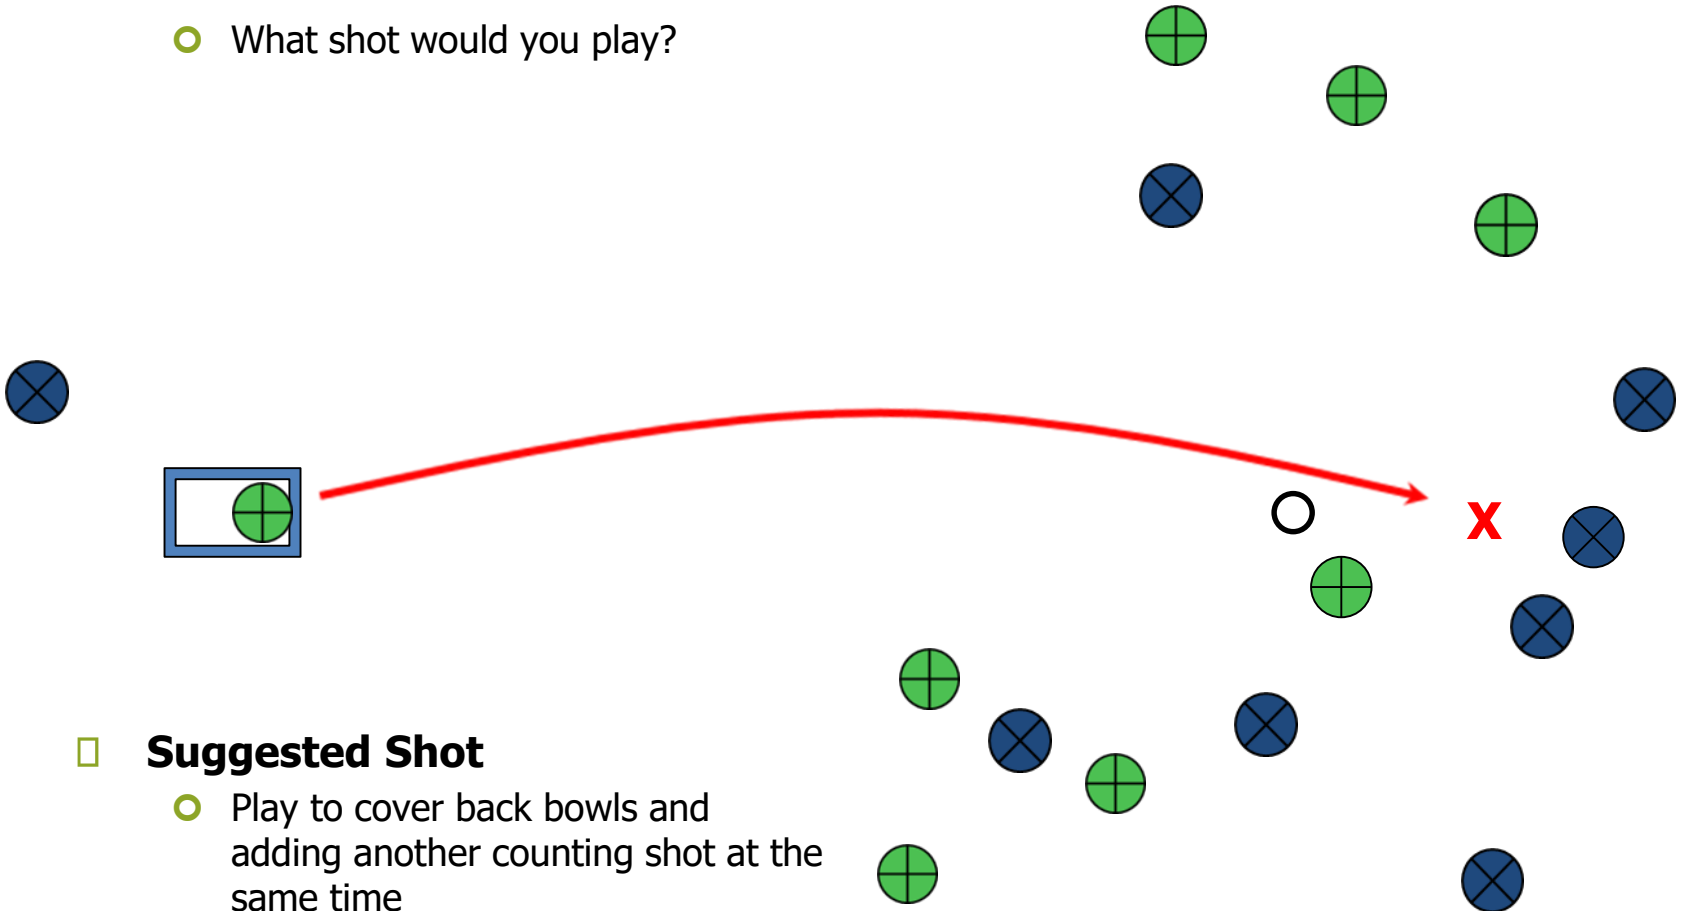 What shot would you play?
X
Suggested Shot
Play to cover back bowls and
adding another counting shot at the
same time